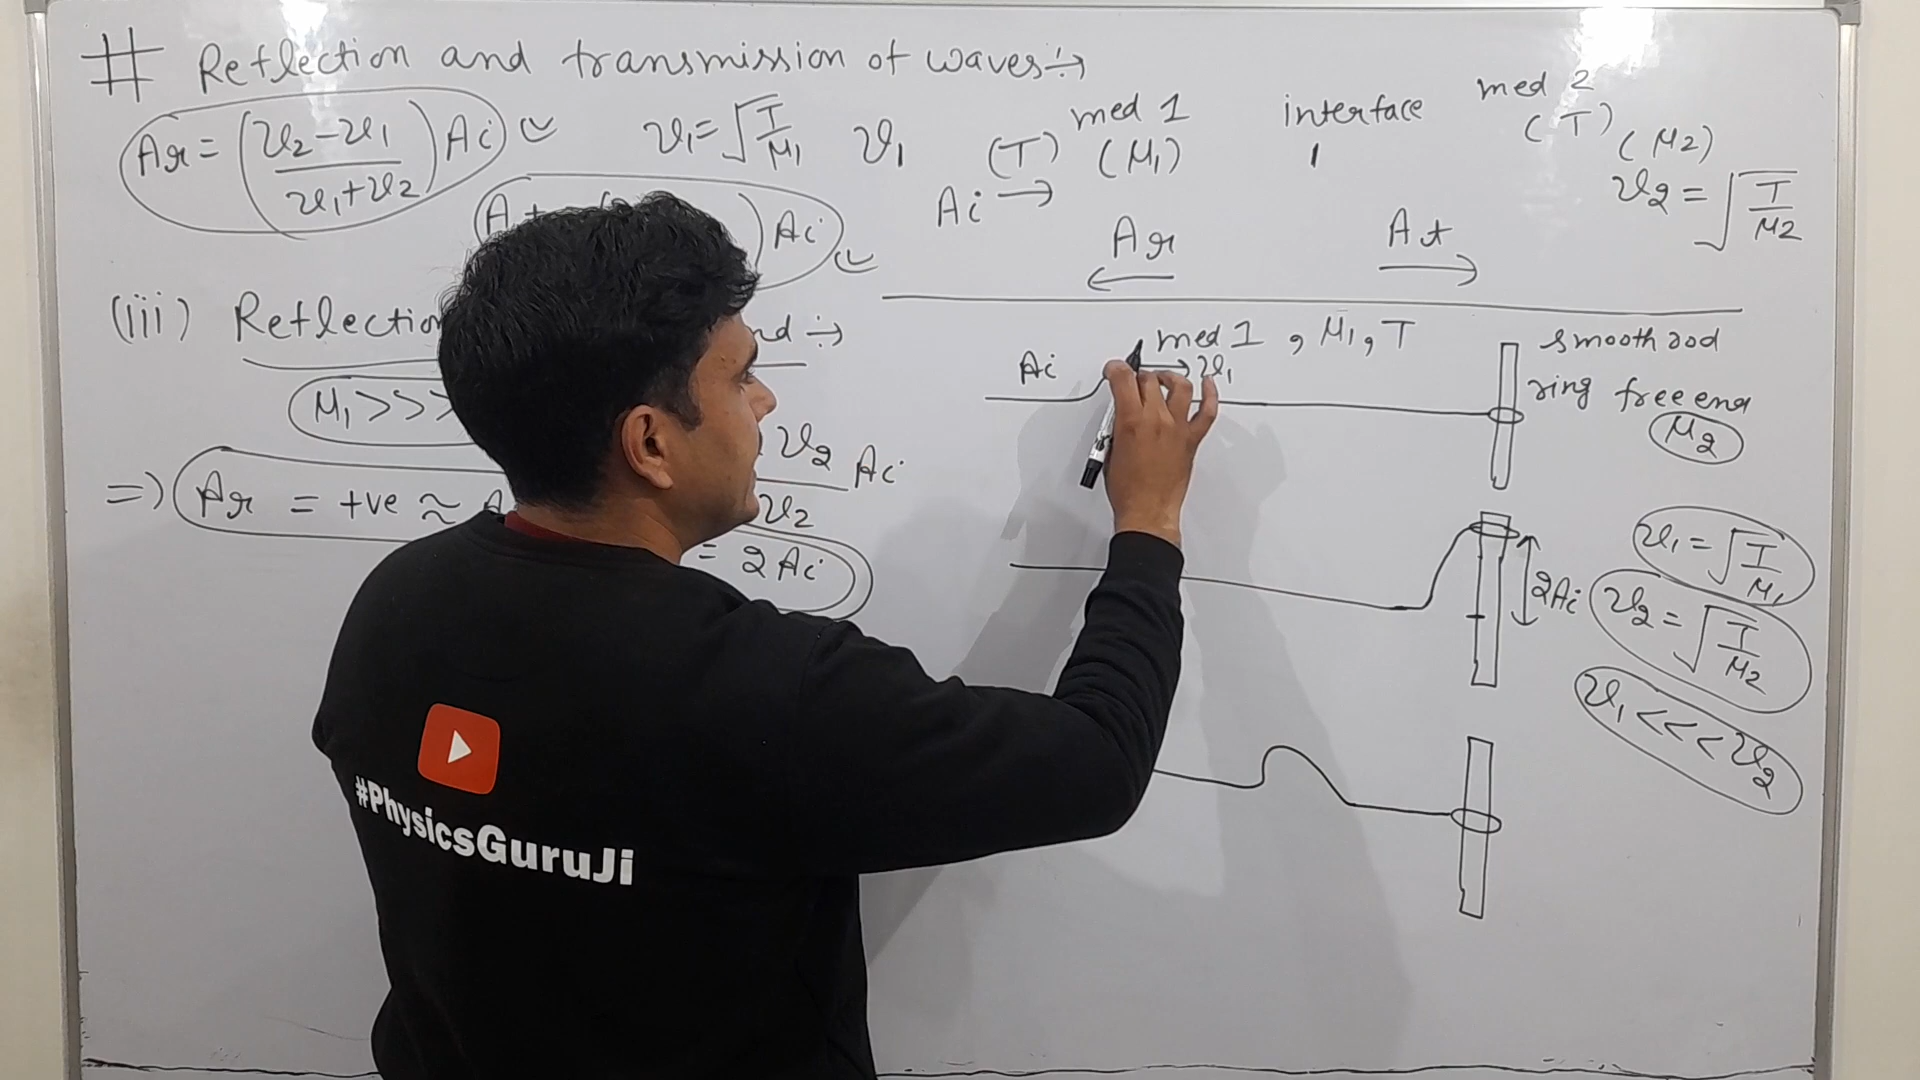 # Reflection and transmission of waves :→
Ar = (v2 - v1 / v1 + v2) Ai
v1 = √T/μ1 v1
(T) med 1 (μ1)
interface
med 2 (T) (μ2)
v2 = √T/μ2
Ai →
Ar ←
At →
Ai
(iii) Reflection :→
μ1 >>>
v2 Ai
v2
⇒ Ar = +ve ≈
= 2Ai
med 1, μ1, T
Ai → v1
smooth rod
ring free end
μ2
2Ai
v1 = √T/μ1
v2 = √T/μ2
v1 <<< v2
#PhysicsGuruJi